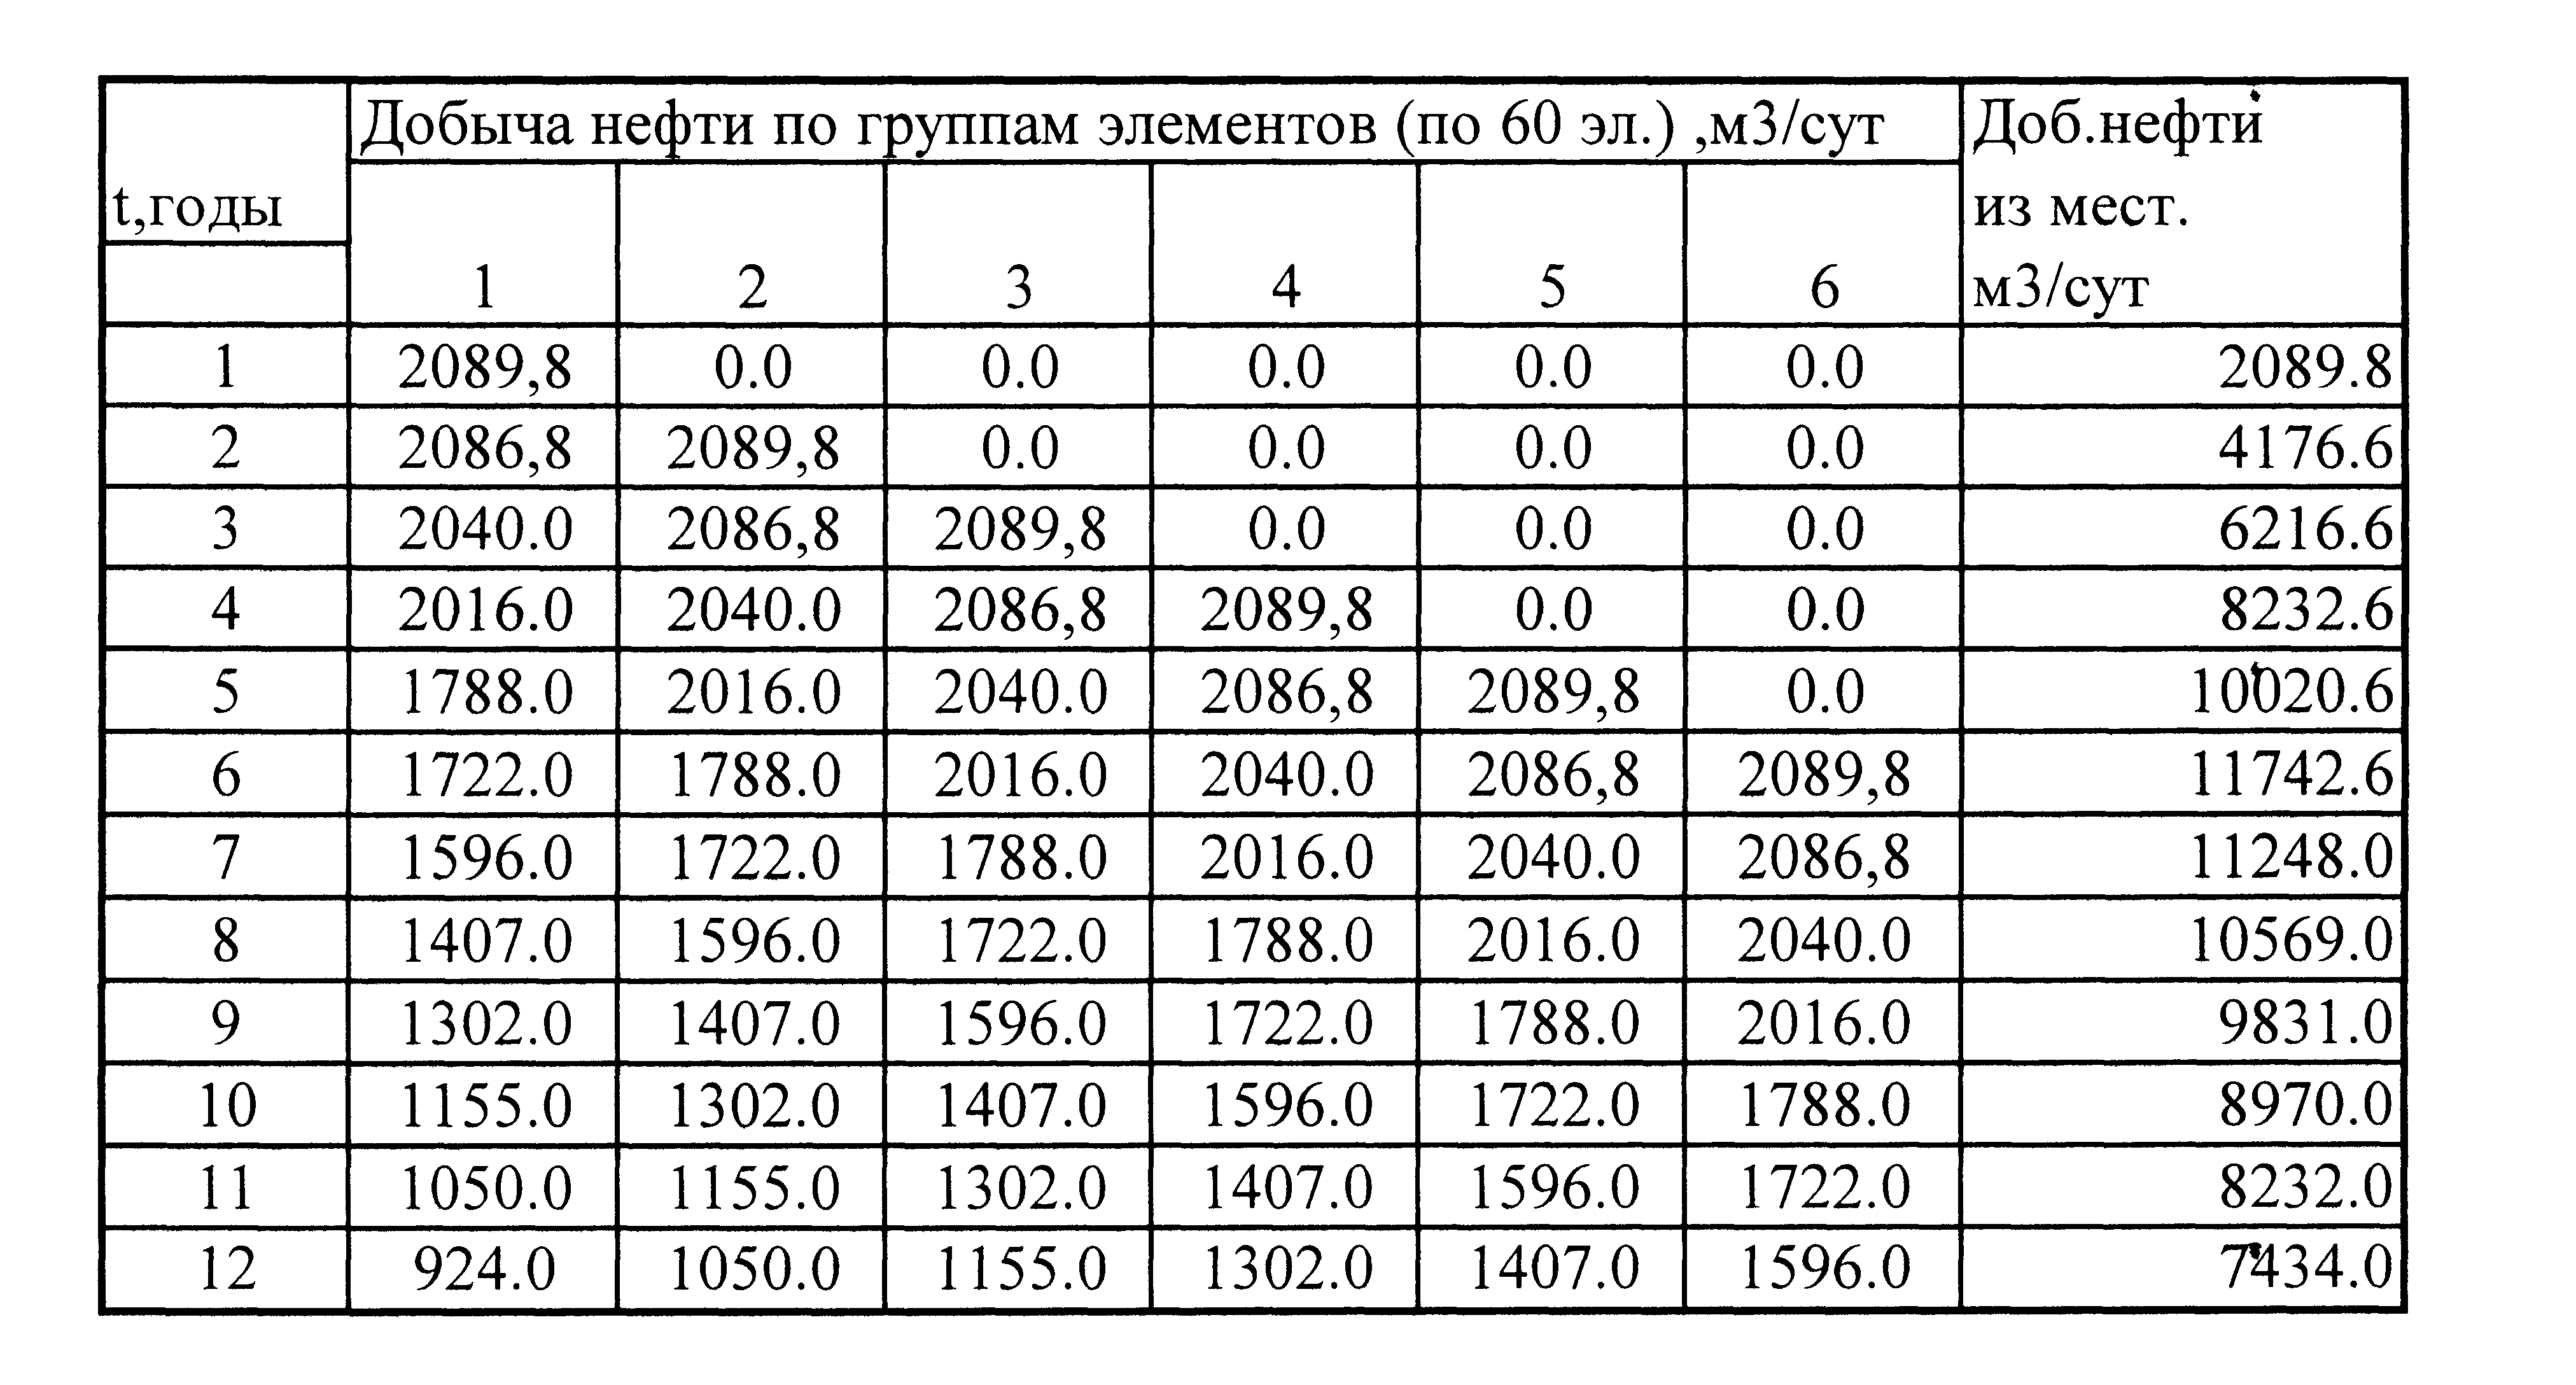 Добыча нефти по группам элементов (по 60 эл.) ,м3/сут Доб.нефти
t,годы из мест.
1 2 3 4 5 6 м3/сут
1 2089,8 0.0 0.0 0.0 0.0 0.0 2089.8
2 2086,8 2089,8 0.0 0.0 0.0 0.0 4176.6
3 2040.0 2086,8 2089,8 0.0 0.0 0.0 6216.6
4 2016.0 2040.0 2086,8 2089,8 0.0 0.0 8232.6
5 1788.0 2016.0 2040.0 2086,8 2089,8 0.0 10020.6
6 1722.0 1788.0 2016.0 2040.0 2086,8 2089,8 11742.6
7 1596.0 1722.0 1788.0 2016.0 2040.0 2086,8 11248.0
8 1407.0 1596.0 1722.0 1788.0 2016.0 2040.0 10569.0
9 1302.0 1407.0 1596.0 1722.0 1788.0 2016.0 9831.0
10 1155.0 1302.0 1407.0 1596.0 1722.0 1788.0 8970.0
11 1050.0 1155.0 1302.0 1407.0 1596.0 1722.0 8232.0
12 924.0 1050.0 1155.0 1302.0 1407.0 1596.0 7434.0